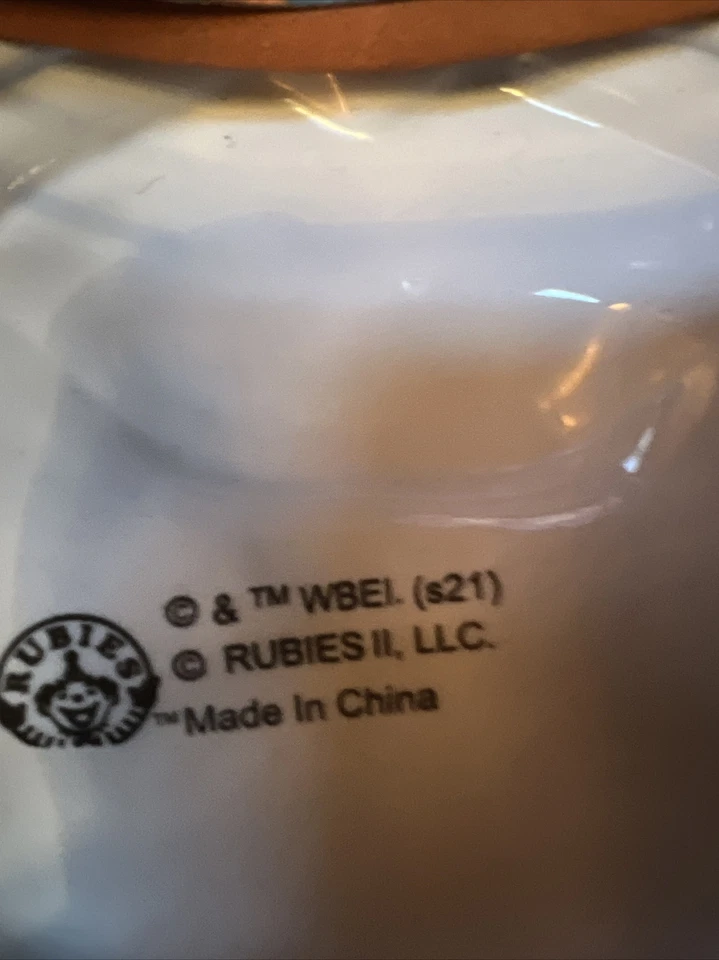 © & ™ WBEI. (s21)
RUBIES
© RUBIES II, LLC.
™ Made In China